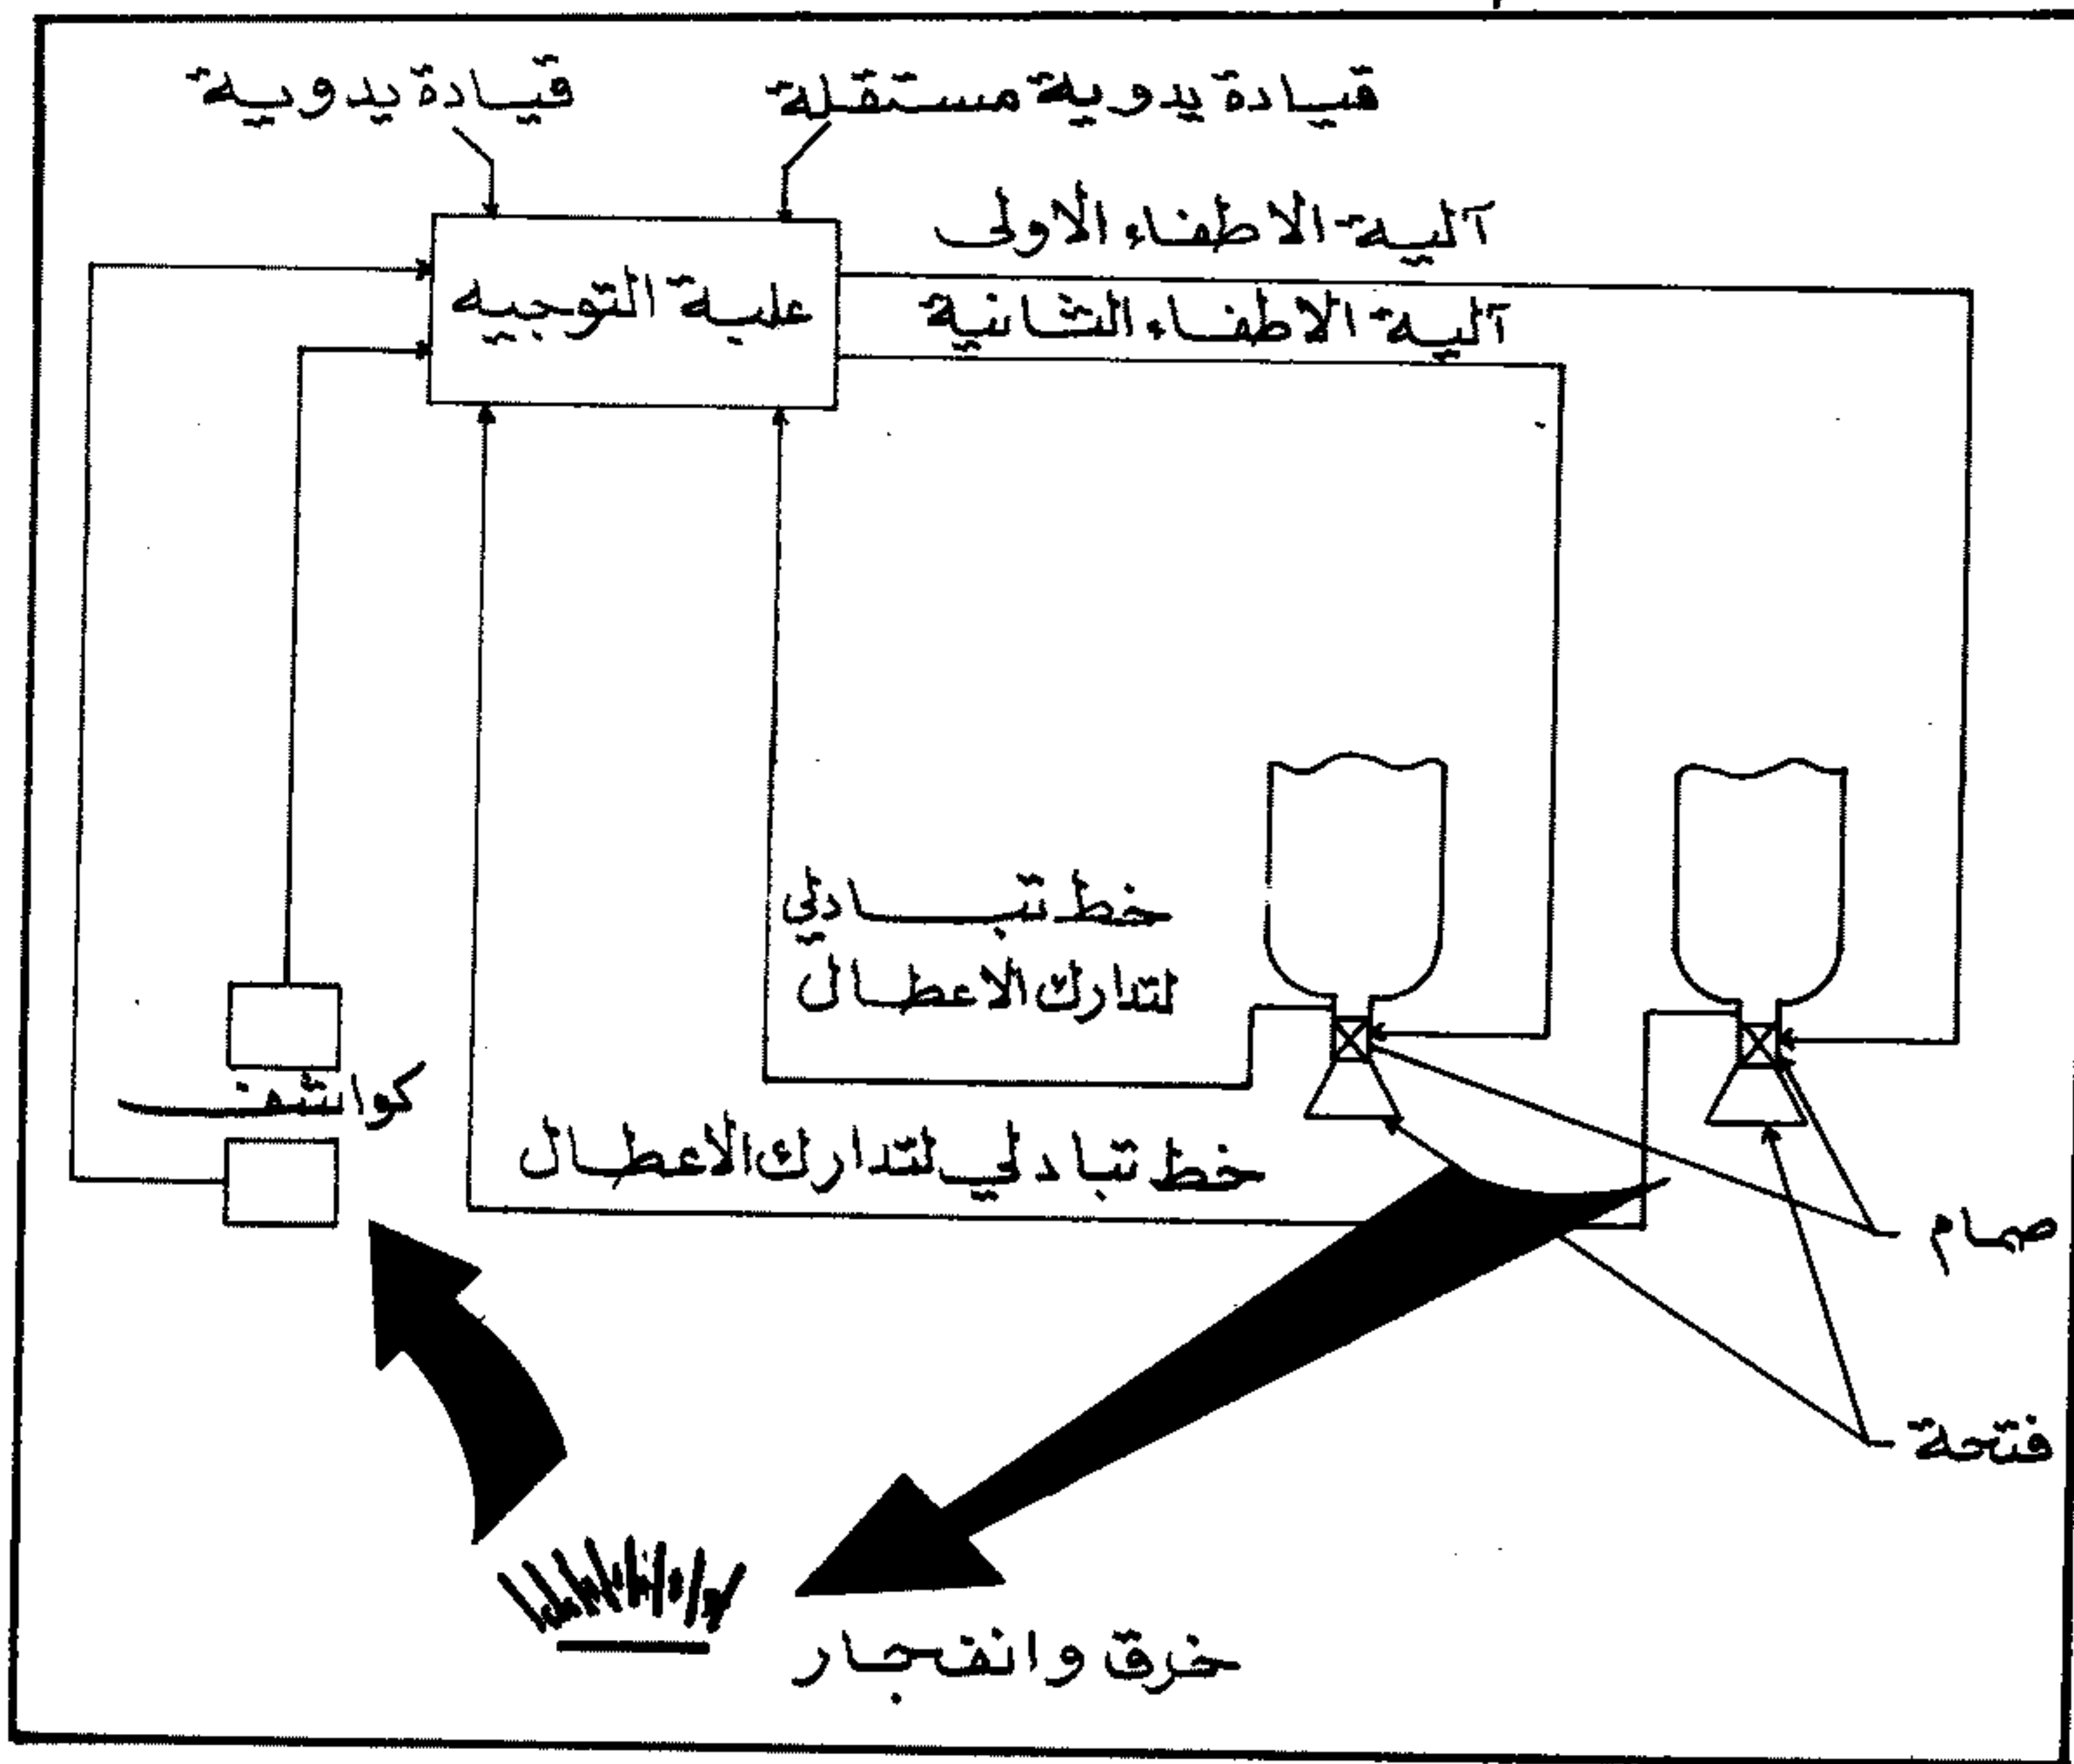 قيادة يدوية مستقلة
قيادة يدوية
آلية الاطفاء الاولى
آلية الاطفاء الثانية
علبة التوجيه
خط تبادلي
لتدارك الاعطال
كواشف
خط تبادلي لتدارك الاعطال
صمام
فتحة
خرق وانفجار